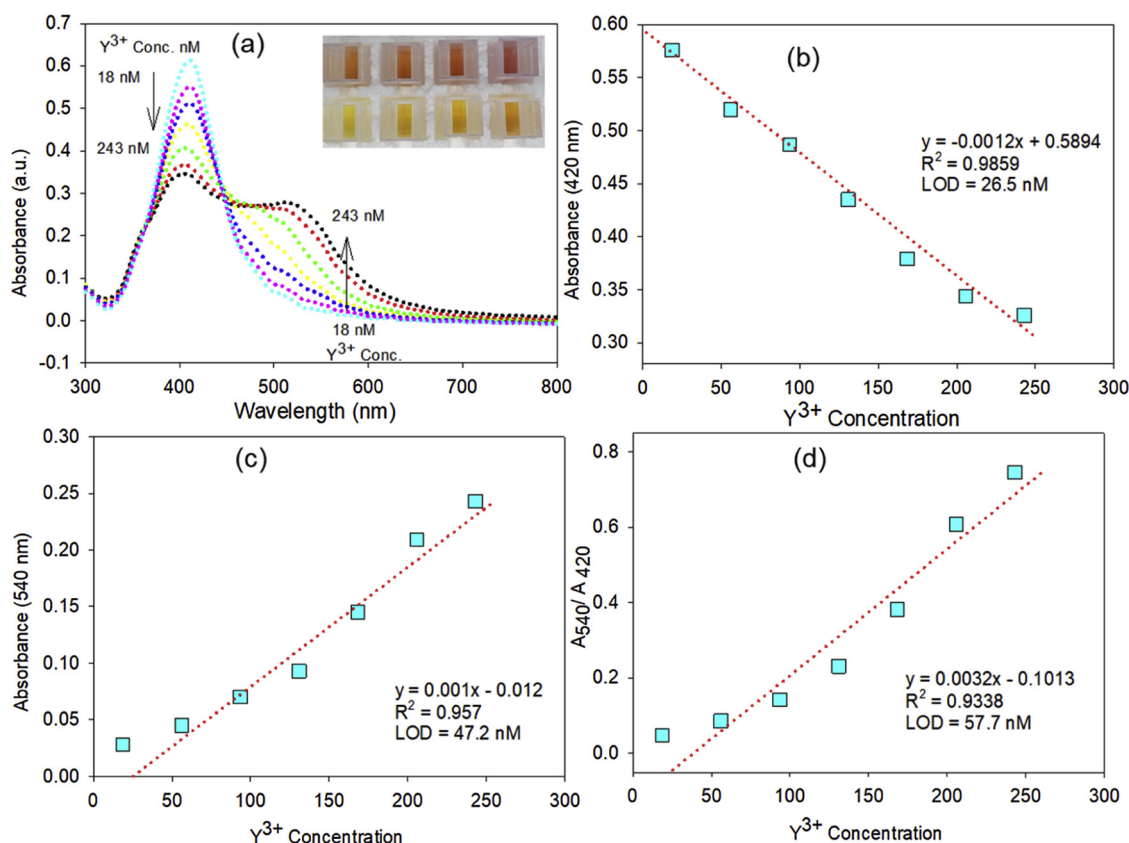 (a)
Y³⁺ Conc. nM
18 nM
243 nM
243 nM
18 nM
Y³⁺ Conc.
0.7
0.6
0.5
0.4
0.3
0.2
0.1
0.0
-0.1
Absorbance (a.u.)
300 400 500 600 700 800
Wavelength (nm)
(b)
y = -0.0012x + 0.5894
R² = 0.9859
LOD = 26.5 nM
0.60
0.55
0.50
0.45
0.40
0.35
0.30
Absorbance (420 nm)
0 50 100 150 200 250 300
Y³⁺ Concentration
(c)
y = 0.001x - 0.012
R² = 0.957
LOD = 47.2 nM
0.30
0.25
0.20
0.15
0.10
0.05
0.00
Absorbance (540 nm)
0 50 100 150 200 250 300
Y³⁺ Concentration
(d)
y = 0.0032x - 0.1013
R² = 0.9338
LOD = 57.7 nM
0.8
0.6
0.4
0.2
0.0
A₅₄₀/ A ₄₂₀
0 50 100 150 200 250 300
Y³⁺ Concentration